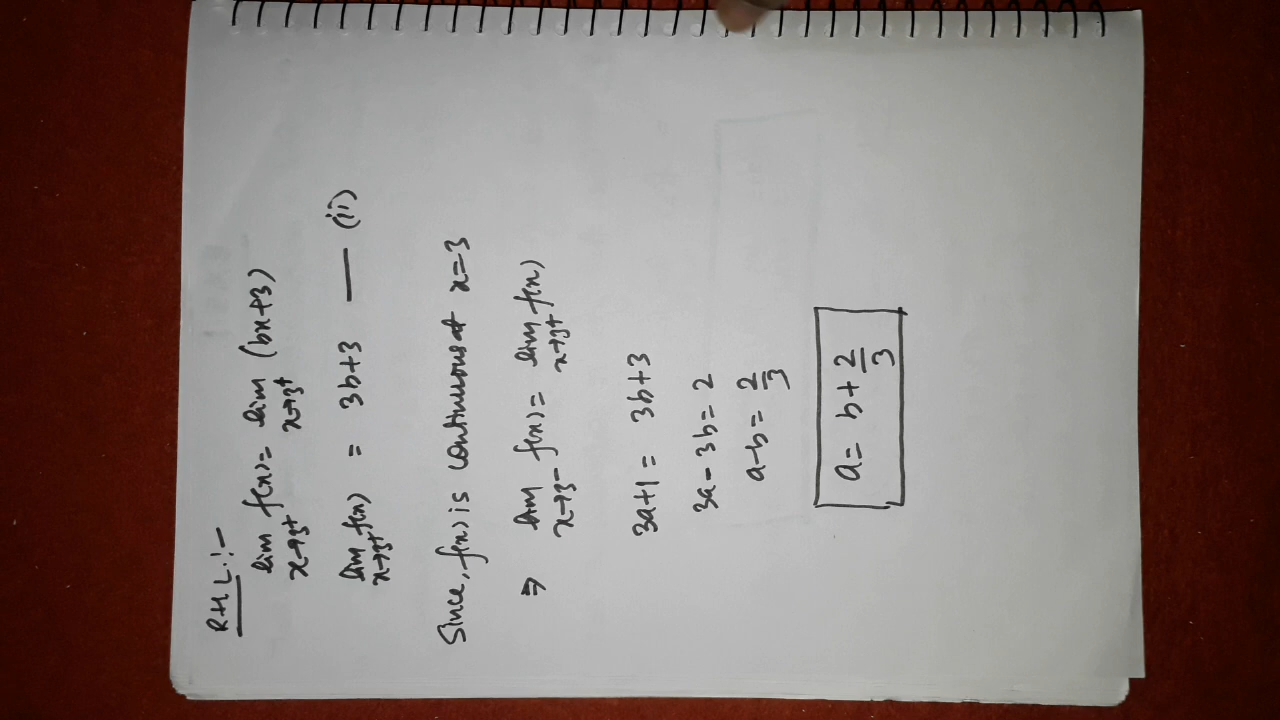 RHL:-
lim x→3+ f(x) = lim x→3+ (bx+3)
lim x→3+ f(x) = 3b+3 — (ii)
Since, f(x) is continuous at x=3
⇒ lim x→3- f(x) = lim x→3+ f(x)
3a+1 = 3b+3
3a-3b=2
a-b= 2/3
a= b+ 2/3